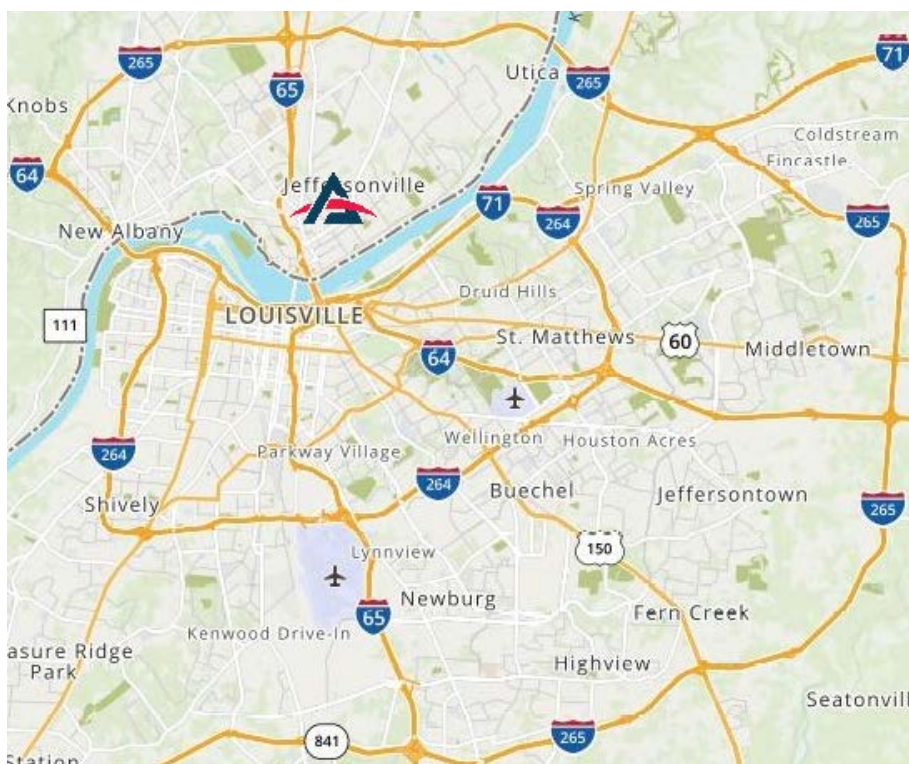 71
265
65
Utica
265
Knobs
Coldstream
Fincastle
64
Jeffersonville
Spring Valley
71
264
265
New Albany
Druid Hills
LOUISVILLE
111
St. Matthews
60
Middletown
64
Wellington
Houston Acres
Parkway Village
264
264
Buechel
Jeffersontown
Shively
265
150
Lynnview
Newburg
65
Fern Creek
Kenwood Drive-In
asure Ridge
Park
Highview
Seatonvill
841
265
Station